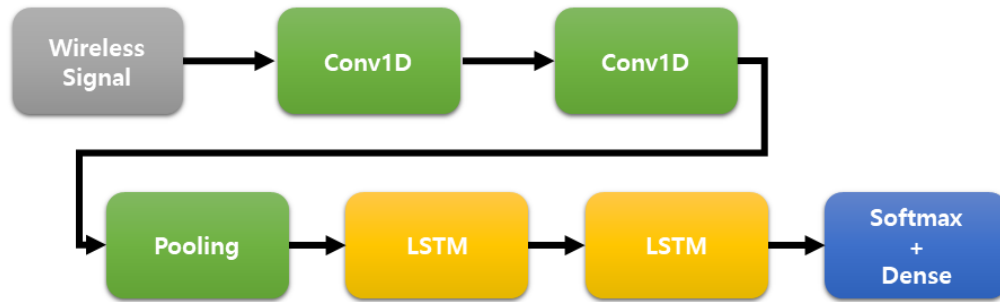 Wireless
Signal
Conv1D
Conv1D
Pooling
LSTM
LSTM
Softmax
+
Dense